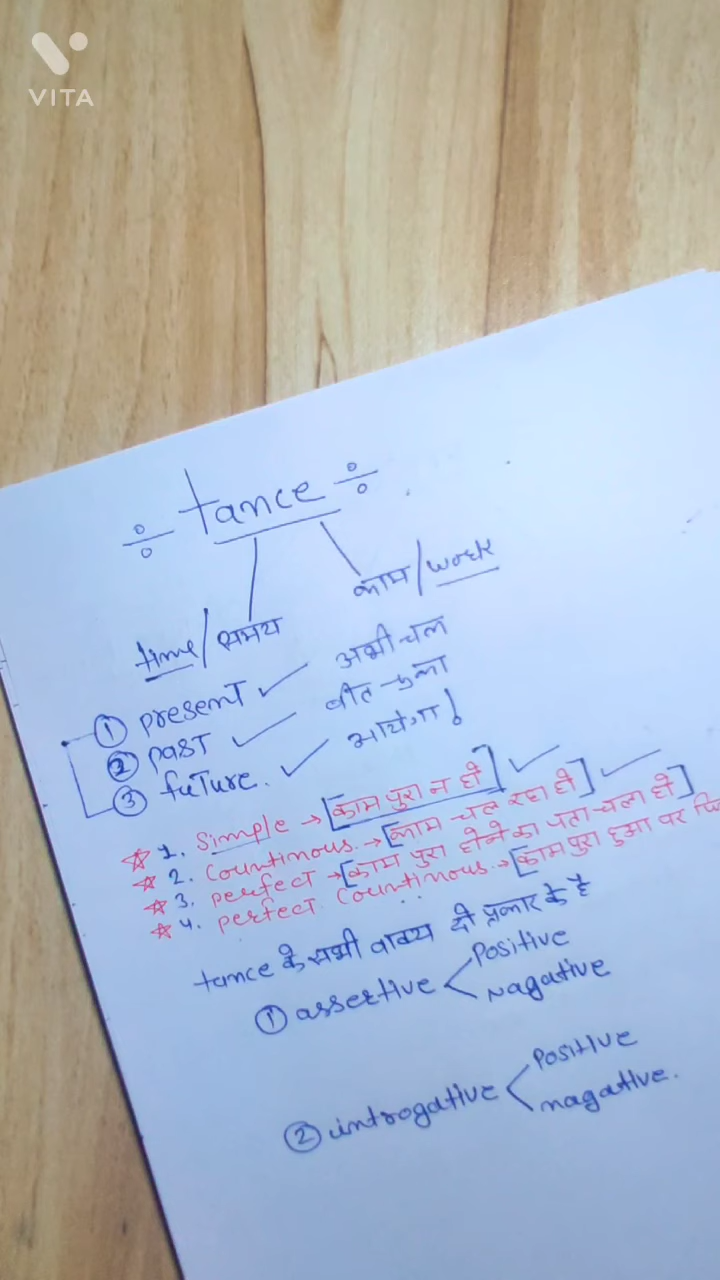 VITA
÷ tance ÷
time/समय काम/work
① present ✓ अभी चल
② past ✓ बीत चुका
③ future. ✓ आयेगा!
☆ 1. Simple → [काम पुरा न हो] ✓
☆ 2. countinous. → [काम चल रहा हो] ✓
☆ 3. perfect → [काम पुरा होने का पता चला हो]
☆ 4. perfect countinous. → [काम पुरा हुआ पर
tance के सभी वाक्य दो प्रकार के है
① assertive < Positive
Nagative
② introgative < Positive
nagative.